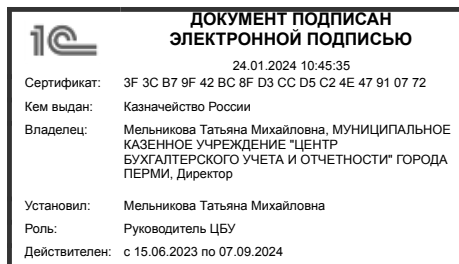 1С
ДОКУМЕНТ ПОДПИСАН
ЭЛЕКТРОННОЙ ПОДПИСЬЮ
24.01.2024 10:45:35
Сертификат: 3F 3C B7 9F 42 BC 8F D3 CC D5 C2 4E 47 91 07 72
Кем выдан: Казначейство России
Владелец: Мельникова Татьяна Михайловна, МУНИЦИПАЛЬНОЕ
КАЗЕННОЕ УЧРЕЖДЕНИЕ "ЦЕНТР
БУХГАЛТЕРСКОГО УЧЕТА И ОТЧЕТНОСТИ" ГОРОДА
ПЕРМИ, Директор
Установил: Мельникова Татьяна Михайловна
Роль: Руководитель ЦБУ
Действителен: с 15.06.2023 по 07.09.2024